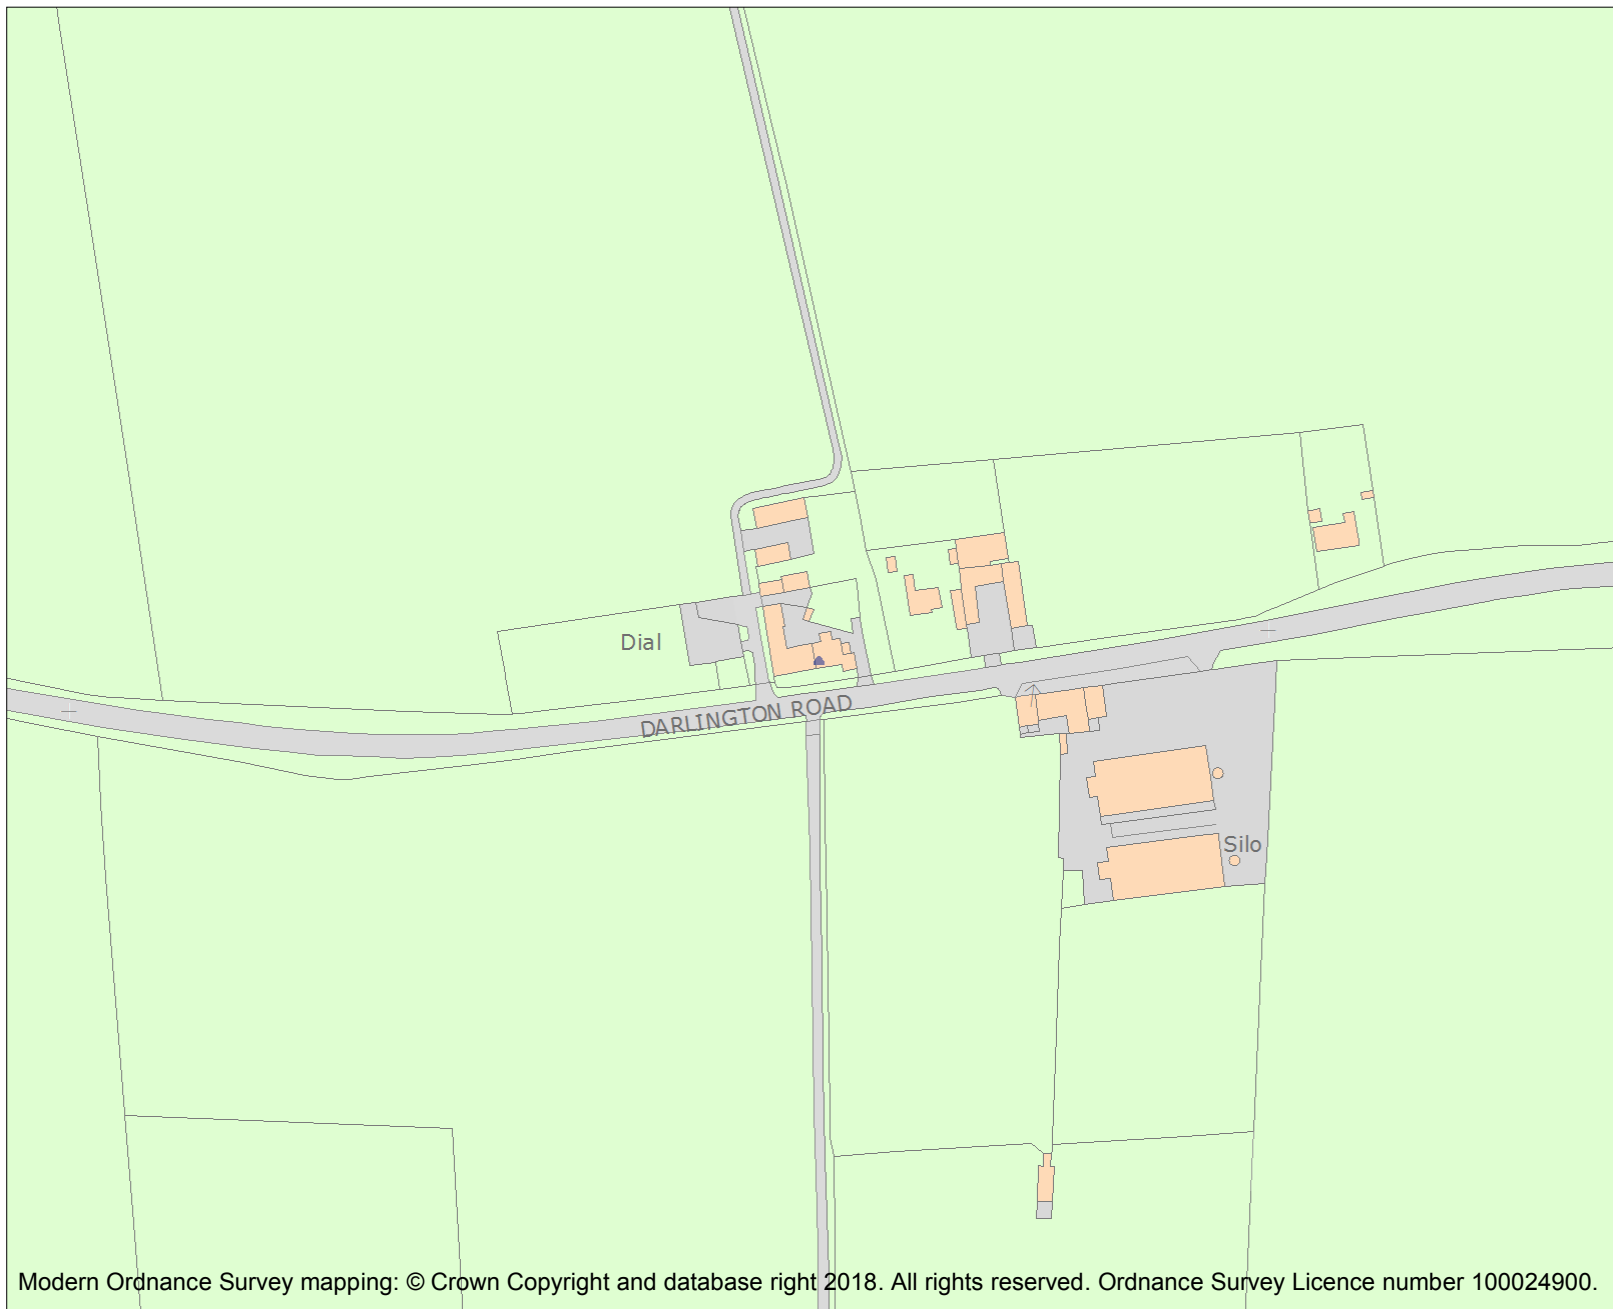 Dial
DARLINGTON ROAD
Silo
Modern Ordnance Survey mapping: © Crown Copyright and database right 2018. All rights reserved. Ordnance Survey Licence number 100024900.